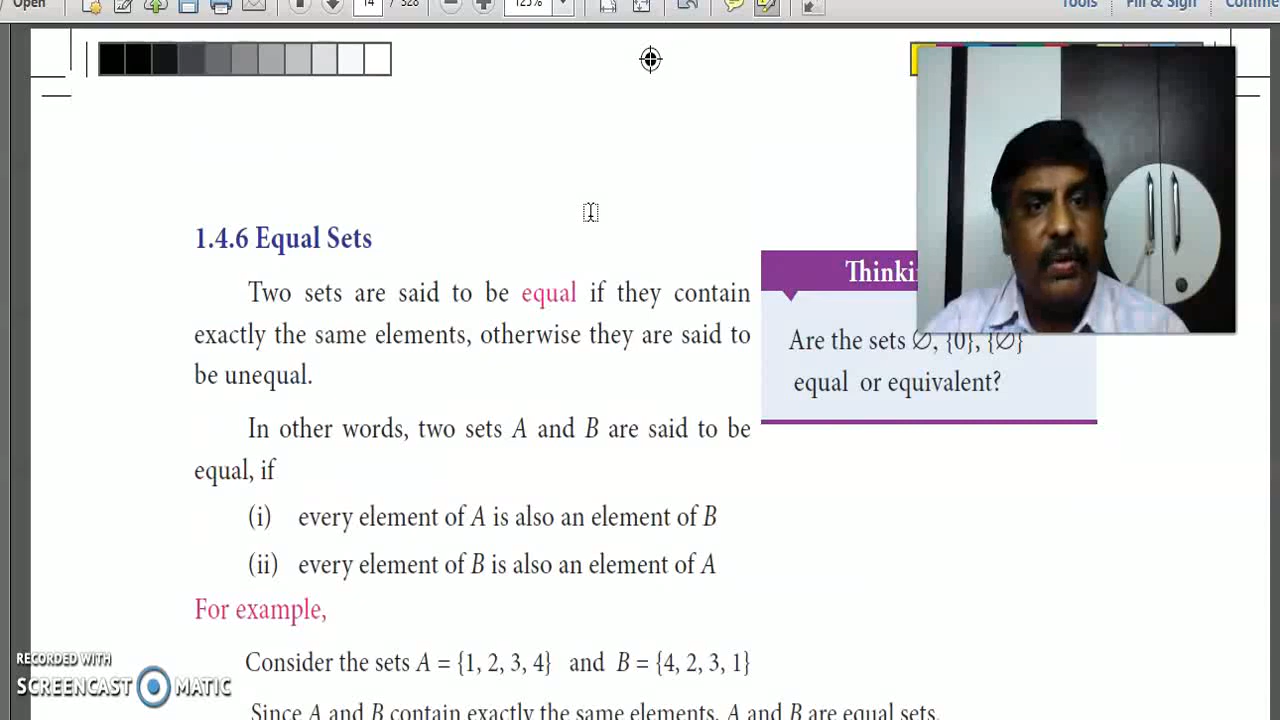 Open
14 / 328
125%
Tools
Fill & Sign
1.4.6 Equal Sets
Two sets are said to be equal if they contain
exactly the same elements, otherwise they are said to
be unequal.
In other words, two sets A and B are said to be
equal, if
(i) every element of A is also an element of B
(ii) every element of B is also an element of A
For example,
Consider the sets A = {1, 2, 3, 4} and B = {4, 2, 3, 1}
Since A and B contain exactly the same elements, A and B are equal sets.
Are the sets ∅, {0}, {∅}
equal or equivalent?
RECORDED WITH
SCREENCAST MATIC